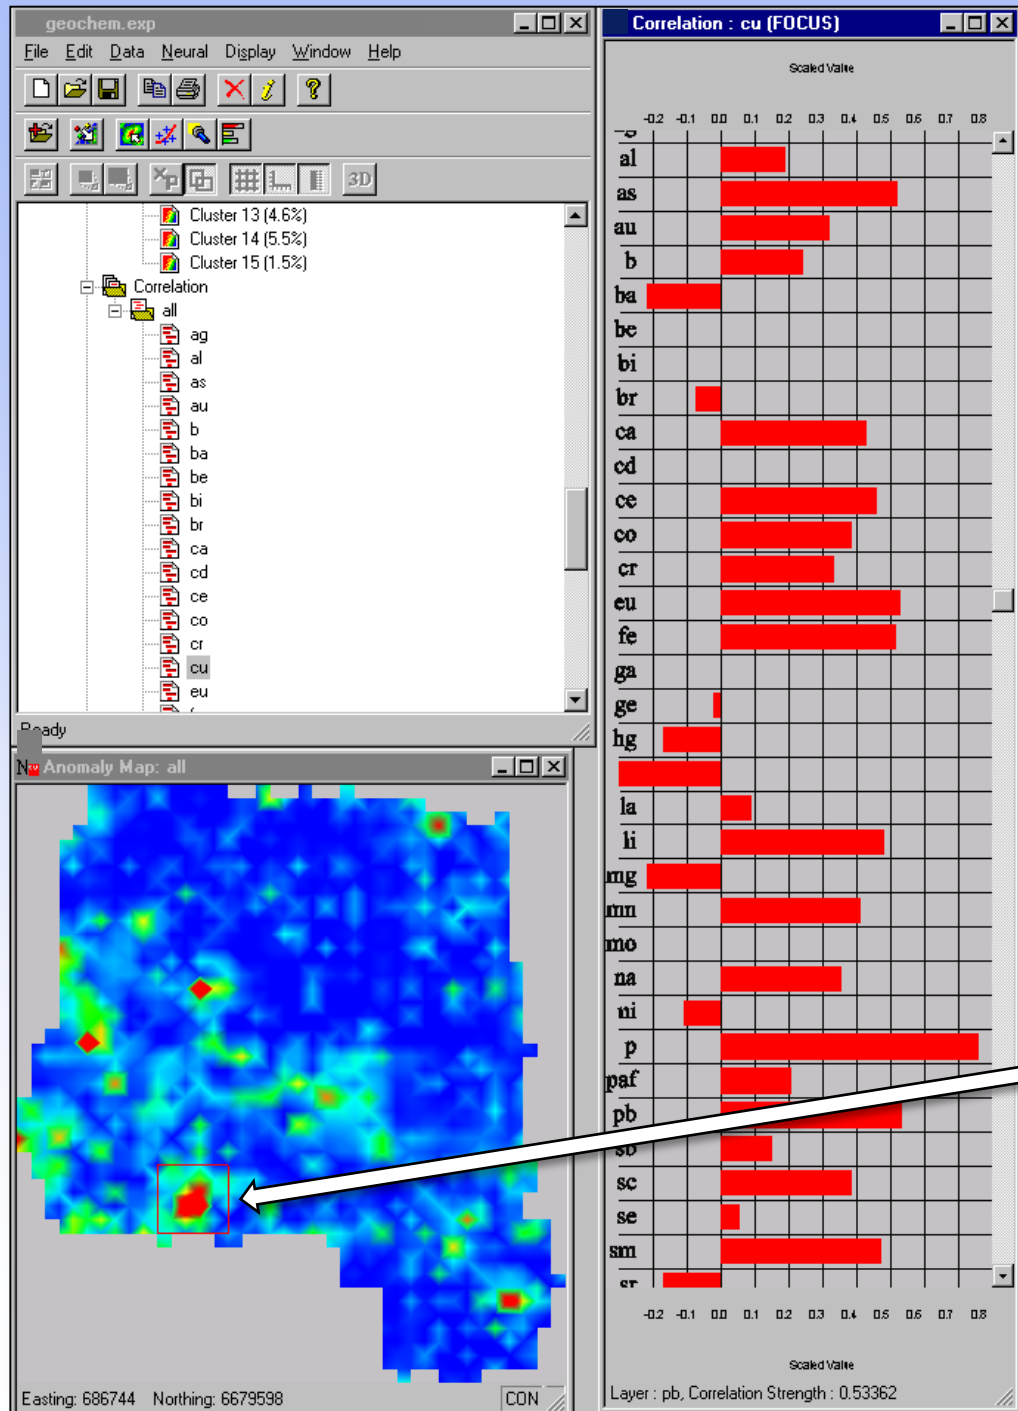 geochem.exp
File Edit Data Neural Display Window Help
3D
Cluster 13 (4.6%)
Cluster 14 (5.5%)
Cluster 15 (1.5%)
Correlation
all
ag
al
as
au
b
ba
be
bi
br
ca
cd
ce
co
cr
cu
eu
Ready
Anomaly Map: all
Easting: 686744 Northing: 6679598
CON
Correlation : cu (FOCUS)
Scaled Value
-0.2 -0.1 0.0 0.1 0.2 0.3 0.4 0.5 0.6 0.7 0.8
al
as
au
b
ba
be
bi
br
ca
cd
ce
co
cr
eu
fe
ga
ge
hg
la
li
mg
mn
mo
na
ni
p
paf
pb
sb
sc
se
sm
sr
-0.2 -0.1 0.0 0.1 0.2 0.3 0.4 0.5 0.6 0.7 0.8
Scaled Value
Layer : pb, Correlation Strength : 0.53362